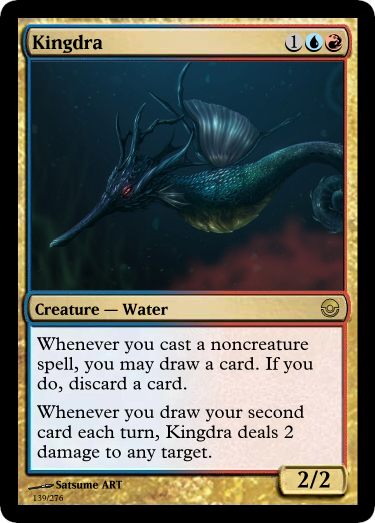 Kingdra 1
Creature — Water
Whenever you cast a noncreature
spell, you may draw a card. If you
do, discard a card.
Whenever you draw your second
card each turn, Kingdra deals 2
damage to any target.
2/2
Satsume ART
139/276